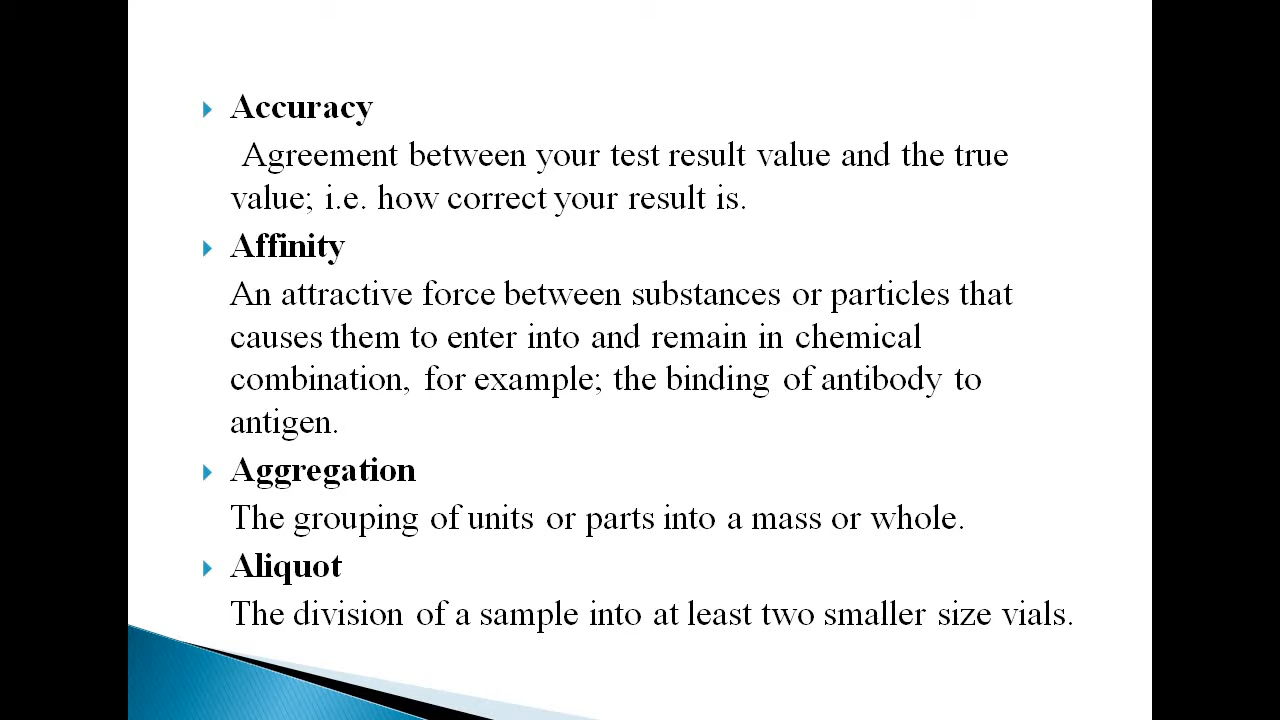 Accuracy
Agreement between your test result value and the true
value; i.e. how correct your result is.
Affinity
An attractive force between substances or particles that
causes them to enter into and remain in chemical
combination, for example; the binding of antibody to
antigen.
Aggregation
The grouping of units or parts into a mass or whole.
Aliquot
The division of a sample into at least two smaller size vials.